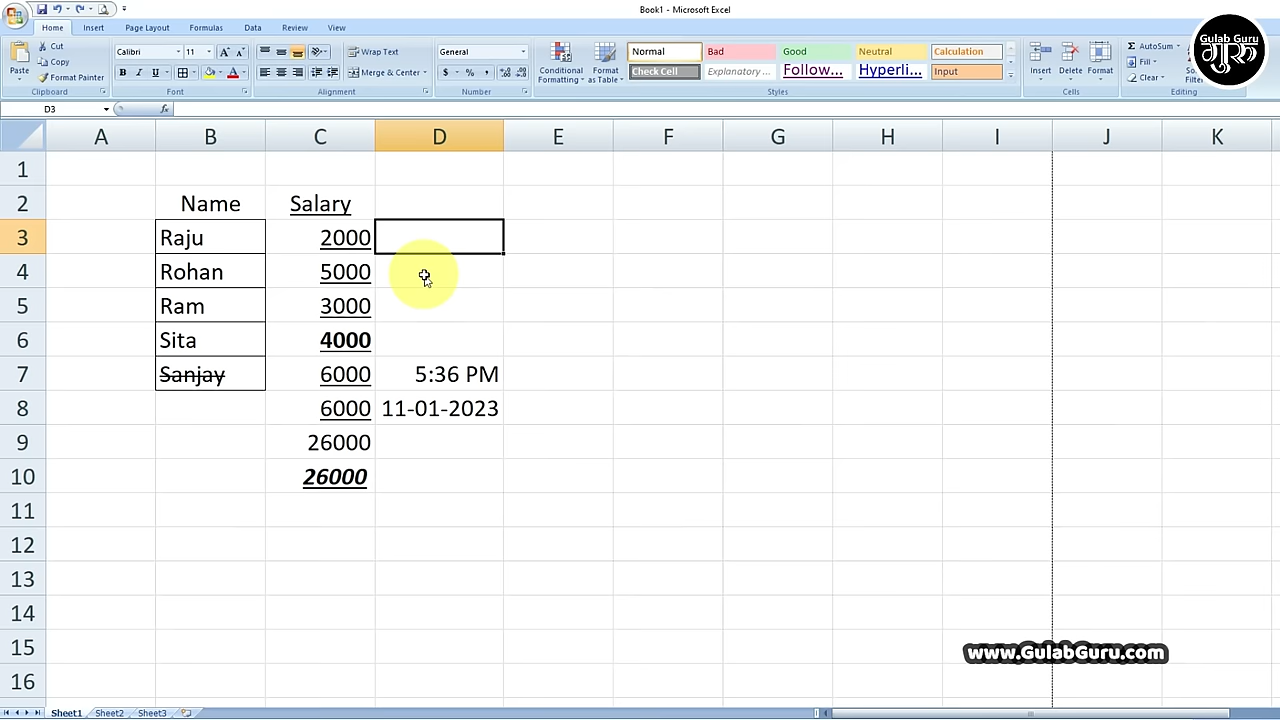 Book1 - Microsoft Excel
Home Insert Page Layout Formulas Data Review View
Paste
Cut
Copy
Format Painter
Clipboard
Calibri 11
B I U
Font
Wrap Text
Merge & Center
Alignment
General
$ % ,
Number
Conditional
Formatting
Format
as Table
Normal Bad Good Neutral Calculation
Check Cell Explanatory ... Follow... Hyperli... Input
Styles
Insert Delete Format
Cells
Σ AutoSum
Fill
Clear
Filter
Editing
Gulab Guru
गुरु
D3 fx
A B C D E F G H I J K
1
2 Name Salary
3 Raju 2000
4 Rohan 5000
5 Ram 3000
6 Sita 4000
7 Sanjay 6000 5:36 PM
8 6000 11-01-2023
9 26000
10 26000
11
12
13
14
15
16
www.GulabGuru.com
Sheet1 Sheet2 Sheet3